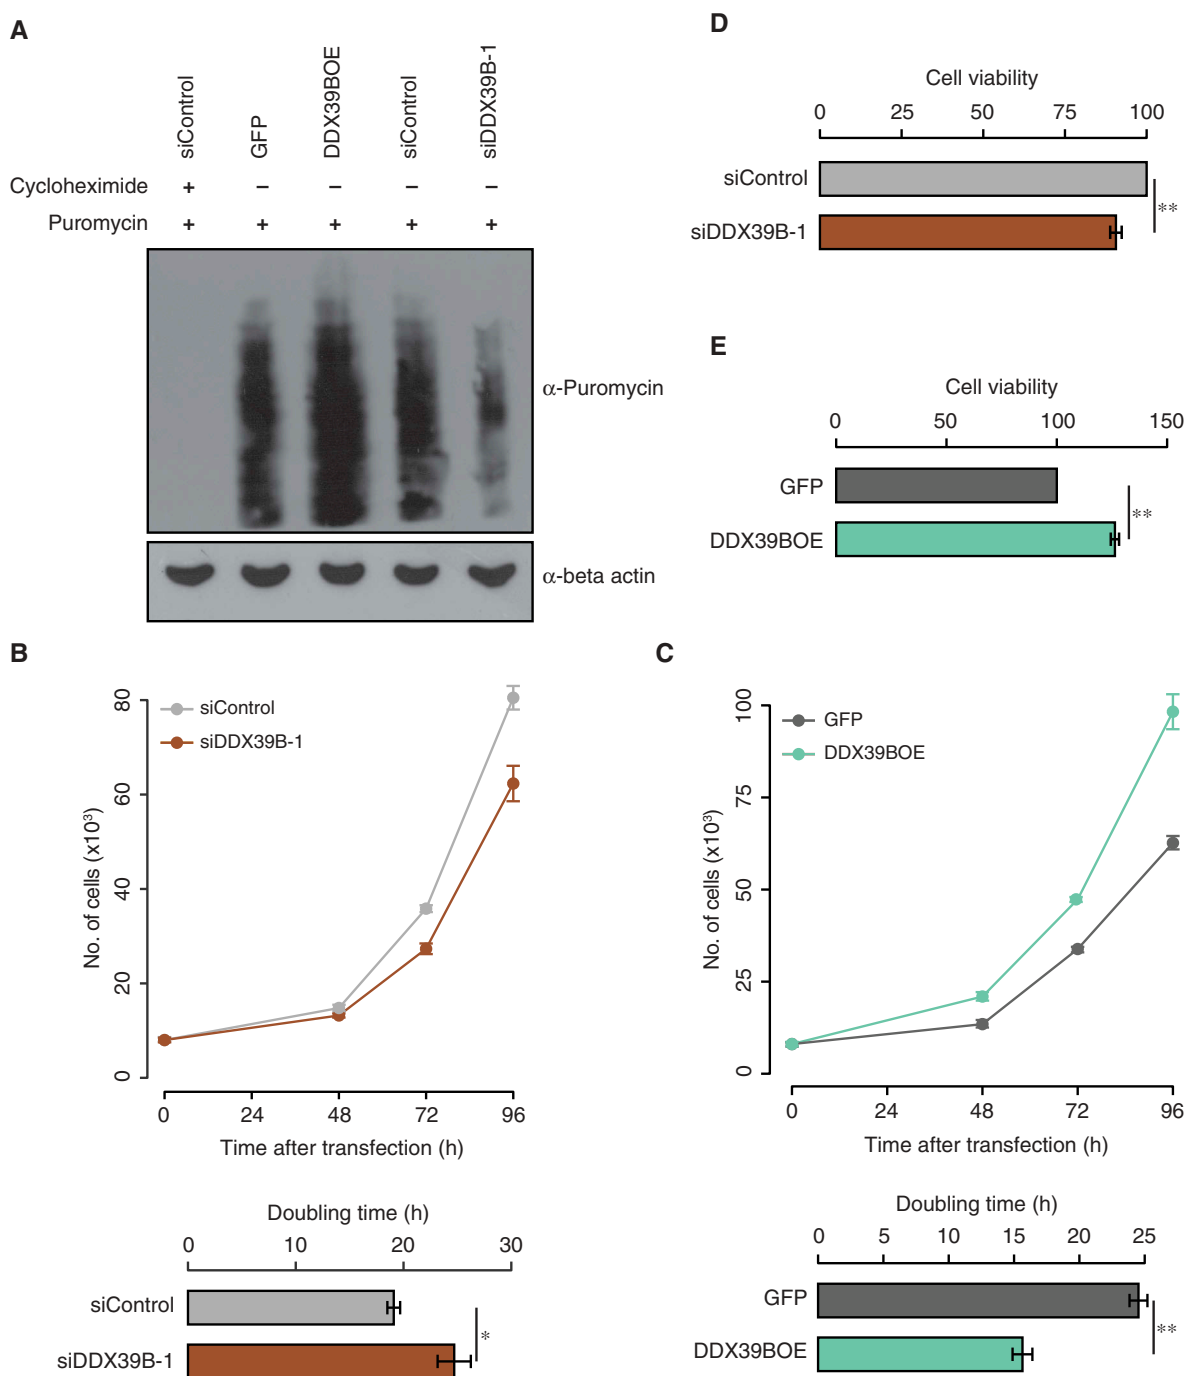 A
siControl
GFP
DDX39BOE
siControl
siDDX39B-1
Cycloheximide + – – – –
Puromycin + + + + +
α-Puromycin
α-beta actin
D
Cell viability
0 25 50 75 100
siControl
siDDX39B-1
**
E
Cell viability
0 50 100 150
GFP
DDX39BOE
**
B
siControl
siDDX39B-1
No. of cells (x10³)
80
60
40
20
0
0 24 48 72 96
Time after transfection (h)
Doubling time (h)
0 10 20 30
siControl
siDDX39B-1
*
C
GFP
DDX39BOE
No. of cells (x10³)
100
75
50
25
0
0 24 48 72 96
Time after transfection (h)
Doubling time (h)
0 5 10 15 20 25
GFP
DDX39BOE
**